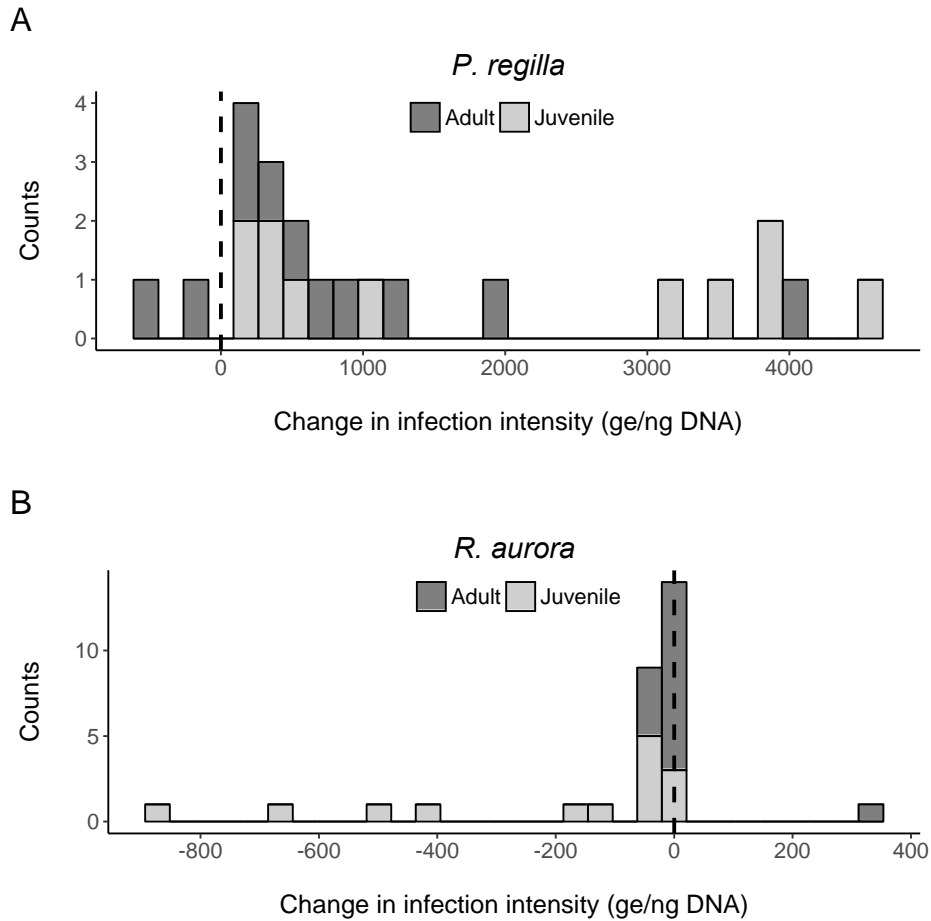 A
P. regilla
Adult Juvenile
4
3
2
1
0
Counts
0 1000 2000 3000 4000
Change in infection intensity (ge/ng DNA)
B
R. aurora
Adult Juvenile
10
5
0
Counts
-800 -600 -400 -200 0 200 400
Change in infection intensity (ge/ng DNA)